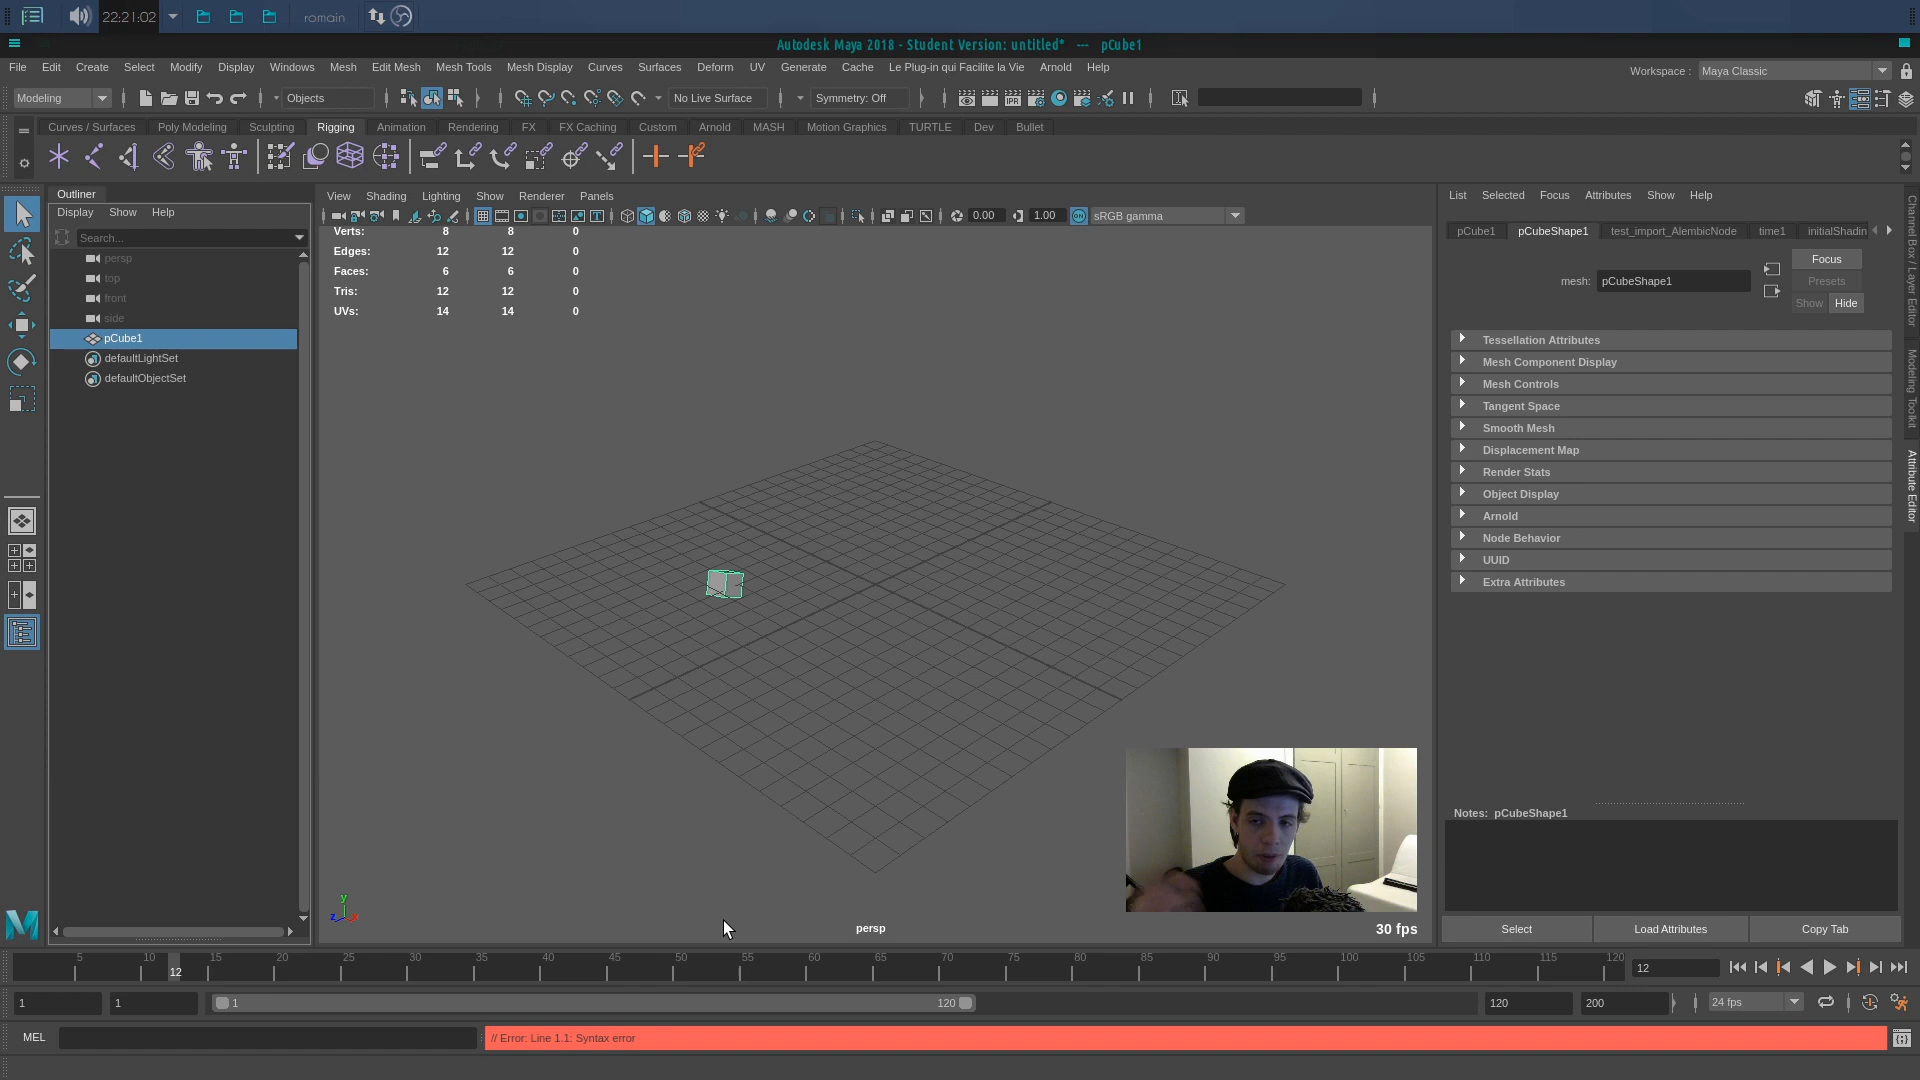 22:21:02
romain
Autodesk Maya 2018 - Student Version: untitled*   ---   pCube1
File Edit Create Select Modify Display Windows Mesh Edit Mesh Mesh Tools Mesh Display Curves Surfaces Deform UV Generate Cache Le Plug-in qui Facilite la Vie Arnold Help
Workspace : Maya Classic
Modeling Objects No Live Surface Symmetry: Off
IPR
Curves / Surfaces Poly Modeling Sculpting Rigging Animation Rendering FX FX Caching Custom Arnold MASH Motion Graphics TURTLE Dev Bullet
Outliner
Display Show Help
Search...
persp
top
front
side
pCube1
defaultLightSet
defaultObjectSet
View Shading Lighting Show Renderer Panels
0.00 1.00 ON sRGB gamma
Verts: 8 8 0
Edges: 12 12 0
Faces: 6 6 0
Tris: 12 12 0
UVs: 14 14 0
y
z
x
persp
30 fps
List Selected Focus Attributes Show Help
pCube1 pCubeShape1 test_import_AlembicNode time1 initialShadin
Focus
mesh: pCubeShape1
Presets
Show Hide
Tessellation Attributes
Mesh Component Display
Mesh Controls
Tangent Space
Smooth Mesh
Displacement Map
Render Stats
Object Display
Arnold
Node Behavior
UUID
Extra Attributes
Notes: pCubeShape1
Select Load Attributes Copy Tab
Channel Box / Layer Editor
Modeling Toolkit
Attribute Editor
5 10 15 20 25 30 35 40 45 50 55 60 65 70 75 80 85 90 95 100 105 110 115 120
12
12
1 1 1 120 120 200 24 fps
MEL // Error: Line 1.1: Syntax error